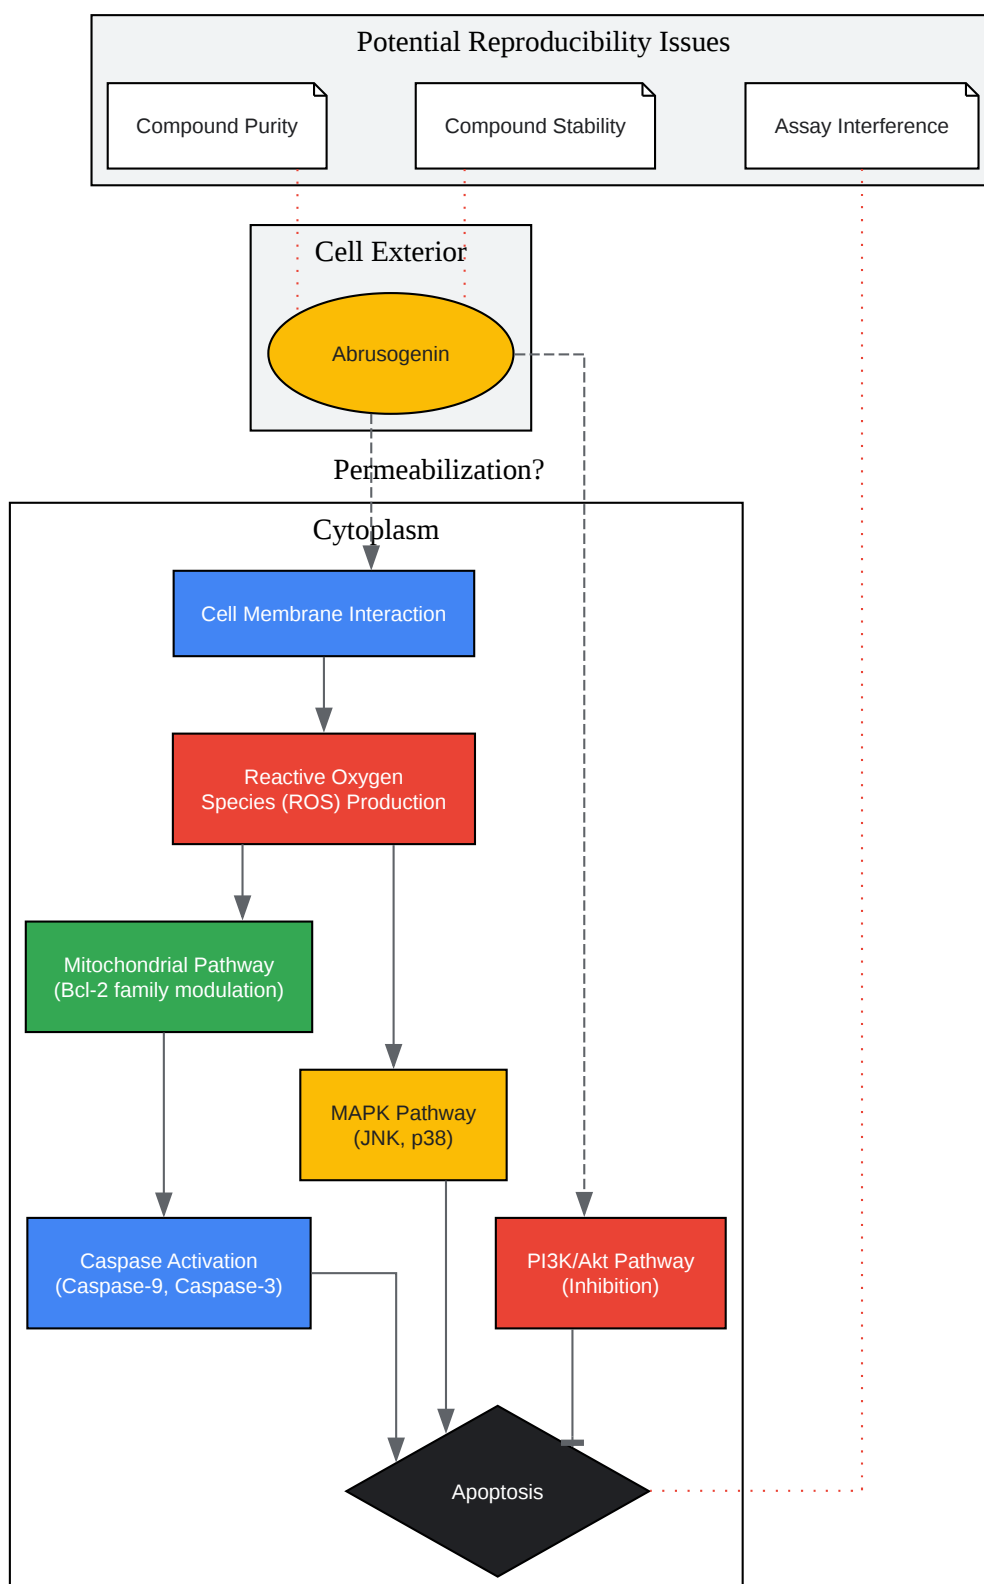 Potential Reproducibility Issues
Compound Purity
Compound Stability
Assay Interference
Cell Exterior
Abrusogenin
Permeabilization?
Cytoplasm
Cell Membrane Interaction
Reactive Oxygen
Species (ROS) Production
Mitochondrial Pathway
(Bcl-2 family modulation)
MAPK Pathway
(JNK, p38)
Caspase Activation
(Caspase-9, Caspase-3)
PI3K/Akt Pathway
(Inhibition)
Apoptosis